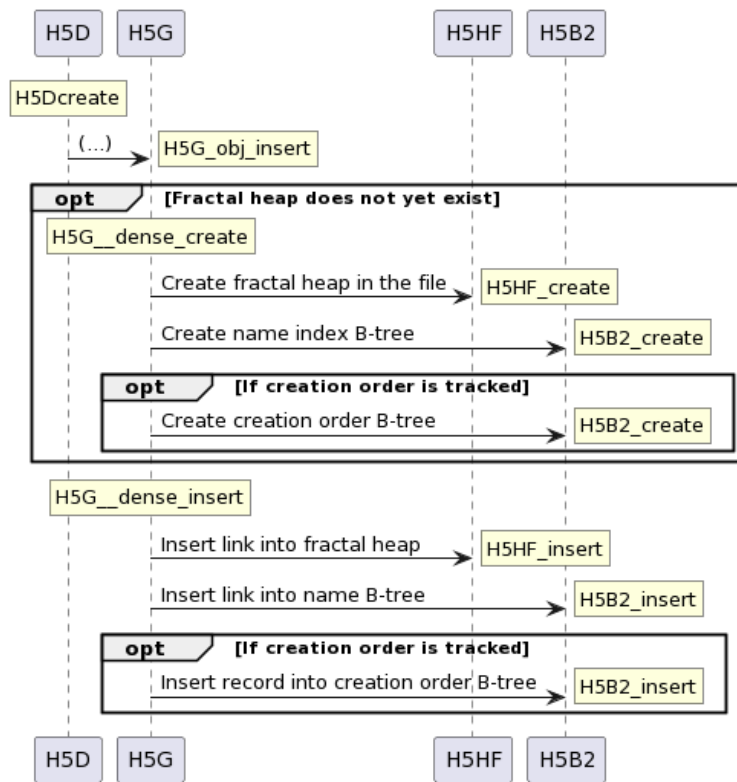 H5D H5G H5HF H5B2
H5Dcreate
(...) H5G_obj_insert
opt [Fractal heap does not yet exist]
H5G__dense_create
Create fractal heap in the file H5HF_create
Create name index B-tree H5B2_create
opt [If creation order is tracked]
Create creation order B-tree H5B2_create
H5G__dense_insert
Insert link into fractal heap H5HF_insert
Insert link into name B-tree H5B2_insert
opt [If creation order is tracked]
Insert record into creation order B-tree H5B2_insert
H5D H5G H5HF H5B2